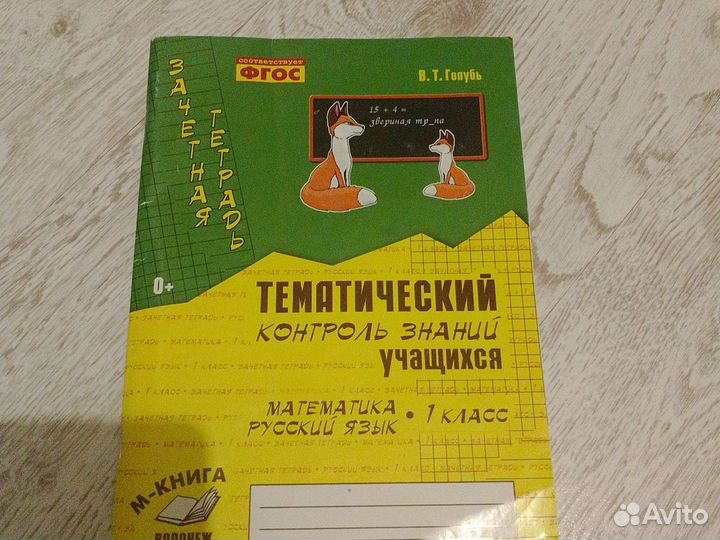 ЗАЧЕТНАЯ
ТЕТРАДЬ
соответствует
ФГОС
В. Т. Голубь
15 + 4 =
звериная тр_па
0+
ТЕМАТИЧЕСКИЙ
КОНТРОЛЬ ЗНАНИЙ
УЧАЩИХСЯ
МАТЕМАТИКА
РУССКИЙ ЯЗЫК • 1 КЛАСС
М-КНИГА
ВОРОНЕЖ
Avito